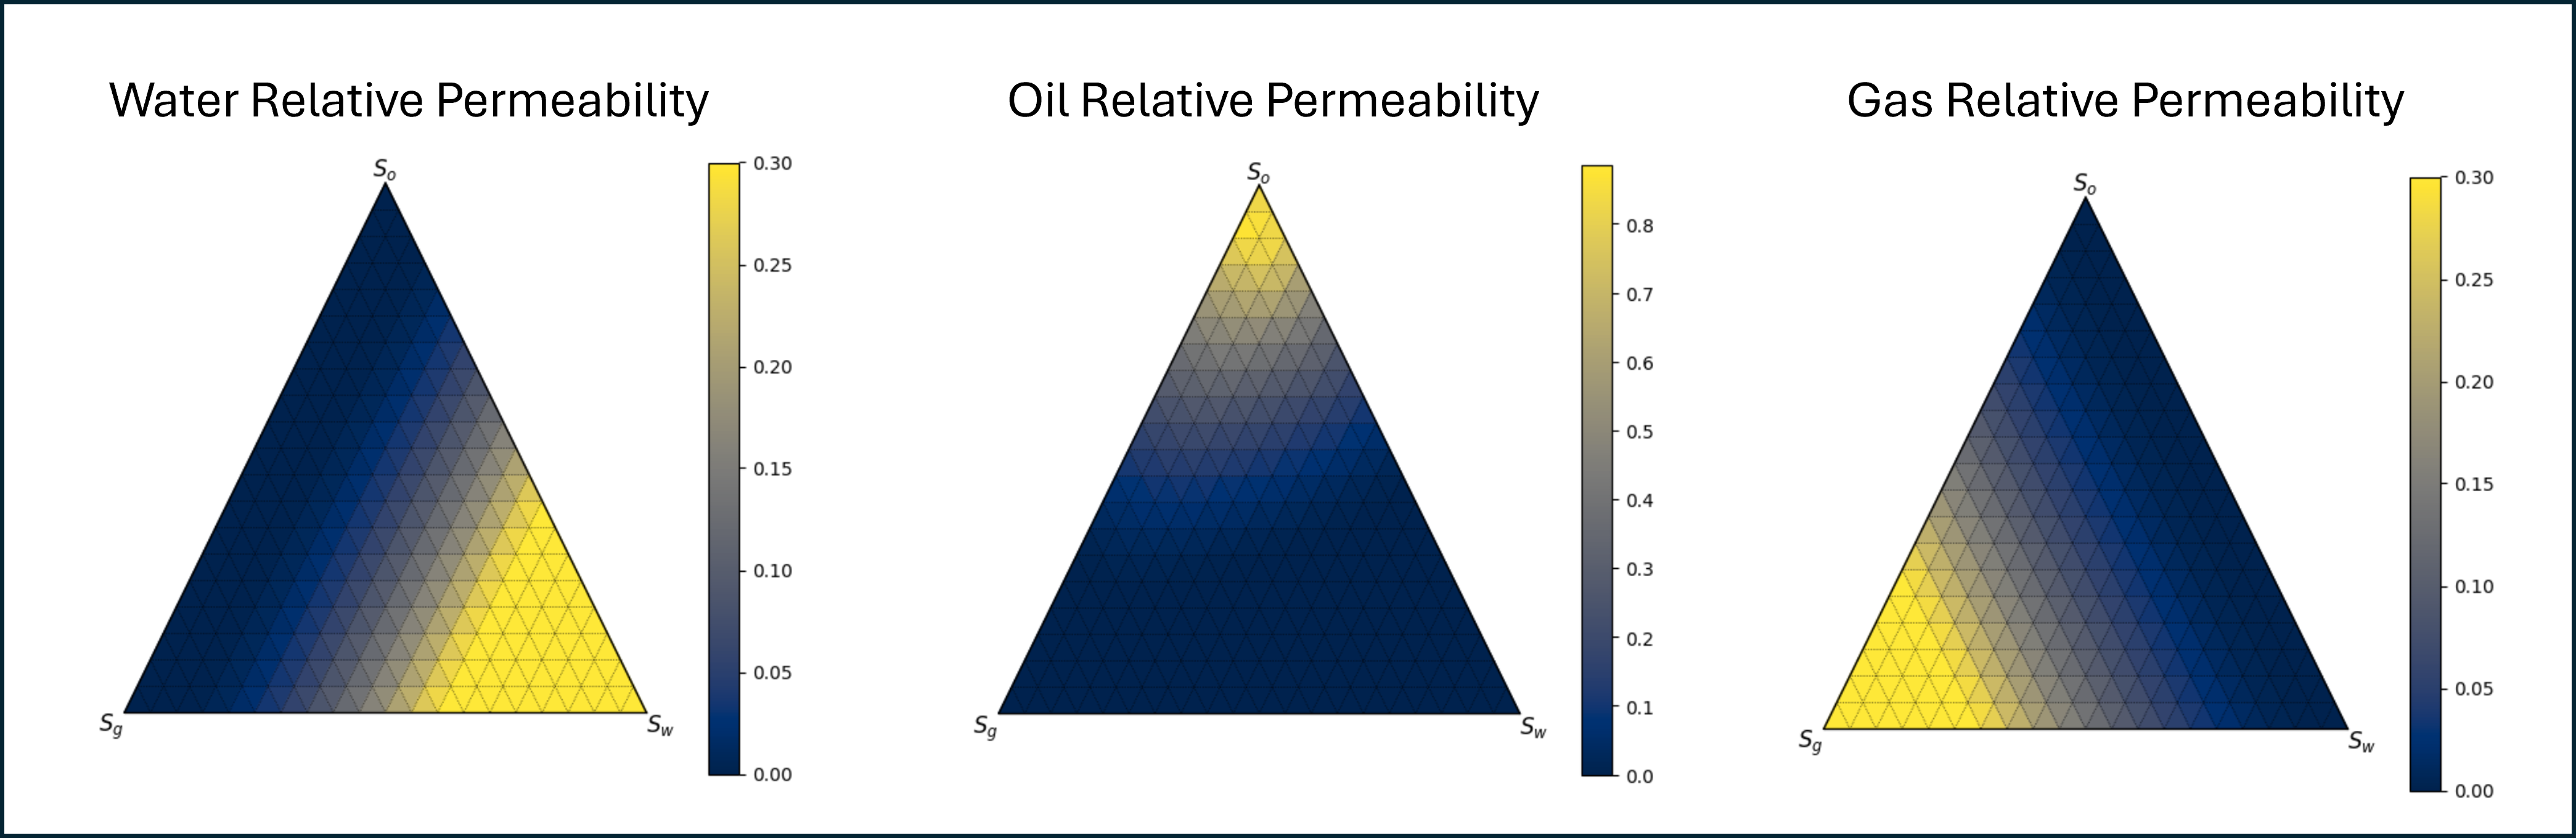 Water Relative Permeability
Oil Relative Permeability
Gas Relative Permeability
So
Sg
Sw
0.30
0.25
0.20
0.15
0.10
0.05
0.00
So
Sg
Sw
0.8
0.7
0.6
0.5
0.4
0.3
0.2
0.1
0.0
So
Sg
Sw
0.30
0.25
0.20
0.15
0.10
0.05
0.00